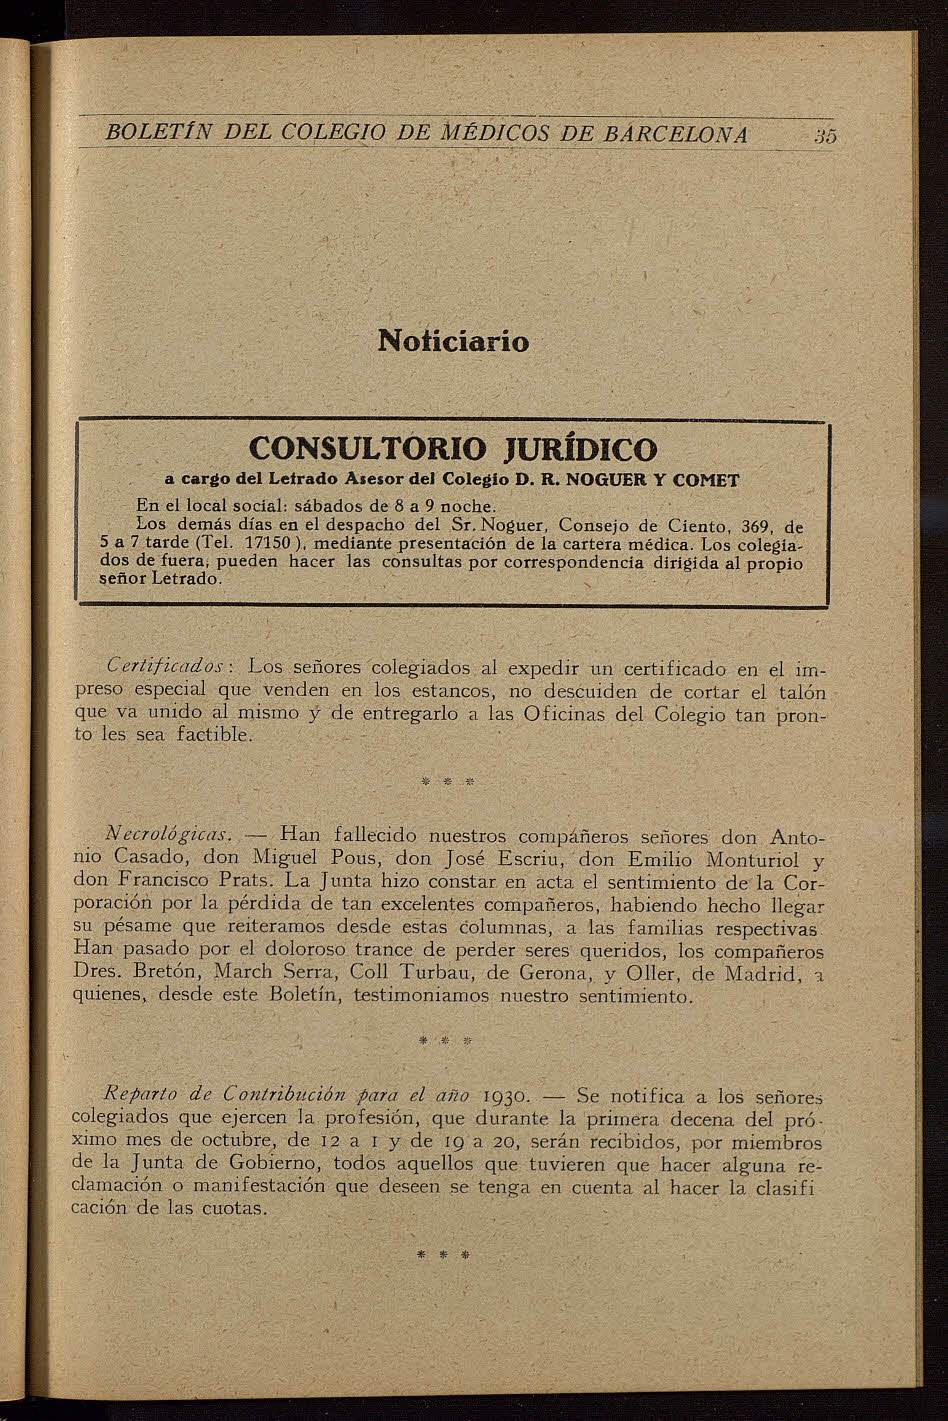 BOLETÍN DEL COLEGIO DE MÉDICOS DE BARCELONA 35
Noticiario
CONSULTORIO JURÍDICO
a cargo del Letrado Asesor del Colegio D. R. NOGUER Y COMET
En el local social: sábados de 8 a 9 noche.
Los demás días en el despacho del Sr. Noguer, Consejo de Ciento, 369, de
5 a 7 tarde (Tel. 17150), mediante presentación de la cartera médica. Los colegia-
dos de fuera, pueden hacer las consultas por correspondencia dirigida al propio
señor Letrado.
Certificados: Los señores colegiados al expedir un certificado en el im-
preso especial que venden en los estancos, no descuiden de cortar el talón
que va unido al mismo y de entregarlo a las Oficinas del Colegio tan pron-
to les sea factible.
* * *
Necrológicas. — Han fallecido nuestros compañeros señores don Anto-
nio Casado, don Miguel Pous, don José Escriu, don Emilio Monturiol y
don Francisco Prats. La Junta hizo constar en acta el sentimiento de la Cor-
poración por la pérdida de tan excelentes compañeros, habiendo hecho llegar
su pésame que reiteramos desde estas columnas, a las familias respectivas.
Han pasado por el doloroso trance de perder seres queridos, los compañeros
Dres. Bretón, March Serra, Coll Turbau, de Gerona, y Oller, de Madrid, a
quienes, desde este Boletín, testimoniamos nuestro sentimiento.
* * *
Reparto de Contribución para el año 1930. — Se notifica a los señores
colegiados que ejercen la profesión, que durante la primera decena del pró-
ximo mes de octubre, de 12 a 1 y de 19 a 20, serán recibidos, por miembros
de la Junta de Gobierno, todos aquellos que tuvieren que hacer alguna re-
clamación o manifestación que deseen se tenga en cuenta al hacer la clasifi
cación de las cuotas.
* * *